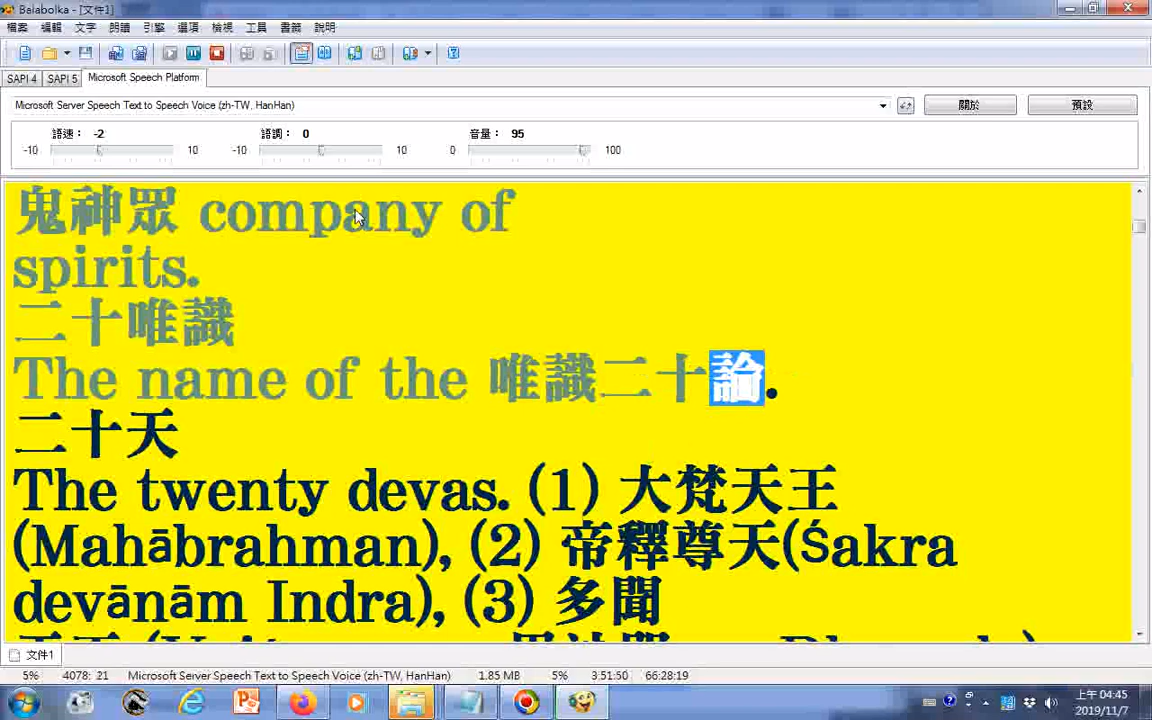 Balabolka - [文件1]
檔案 編輯 文字 朗讀 引擎 選項 檢視 工具 書籤 說明
SAPI 4 SAPI 5 Microsoft Speech Platform
Microsoft Server Speech Text to Speech Voice (zh-TW, HanHan) 關於 預設
語速： -2 語調： 0 音量： 95
-10 10 -10 10 0 100
鬼神眾 company of
spirits.
二十唯識
The name of the 唯識二十論.
二十天
The twenty devas. (1) 大梵天王
(Mahābrahman), (2) 帝釋尊天(Śakra
devānām Indra), (3) 多聞
文件1
5% 4078: 21 Microsoft Server Speech Text to Speech Voice (zh-TW, HanHan) 1.85 MB 5% 3:51:50 66:28:19
上午 04:45
2019/11/7